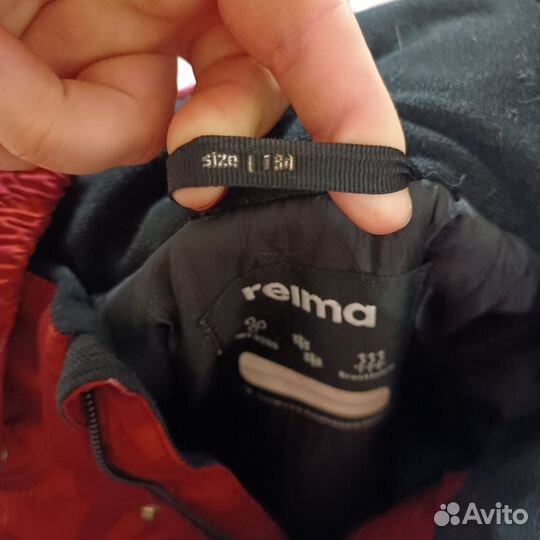 size | 134
reima
Avito